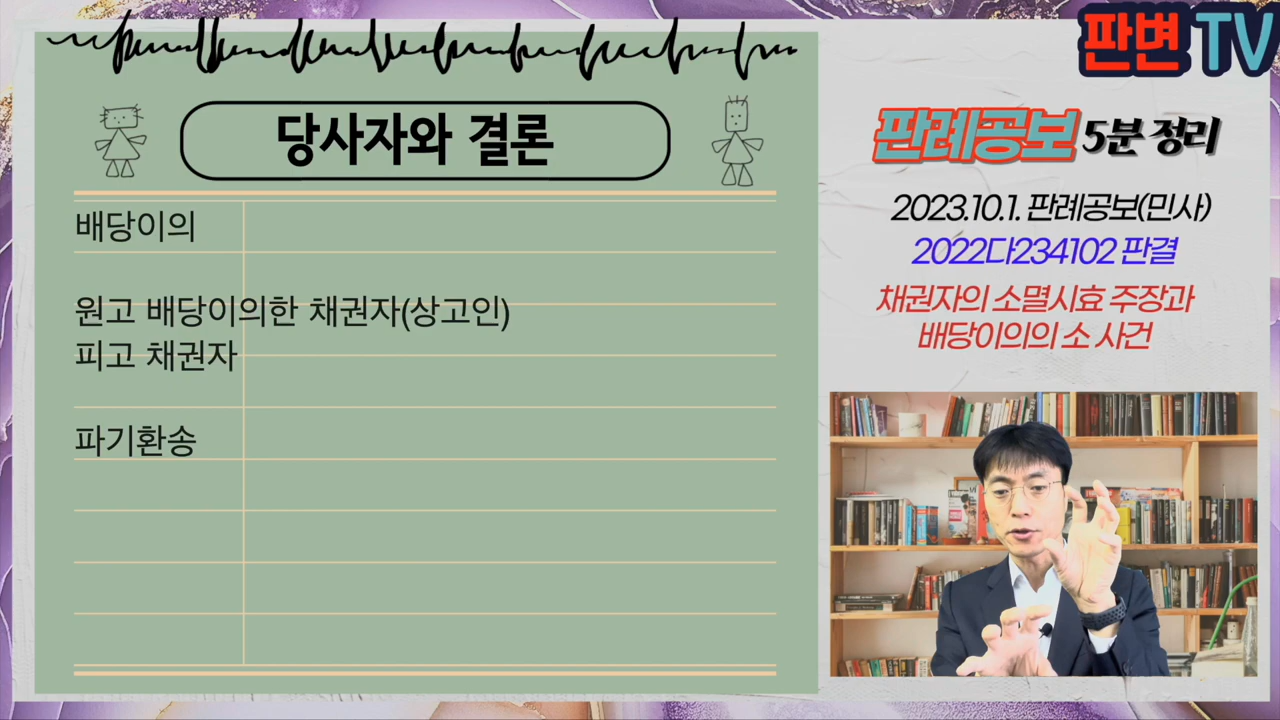 판변 TV
당사자와 결론
배당이의
원고 배당이의한 채권자(상고인)
피고 채권자
파기환송
판례공보 5분 정리
2023.10.1. 판례공보(민사)
2022다234102 판결
채권자의 소멸시효 주장과
배당이의의 소 사건